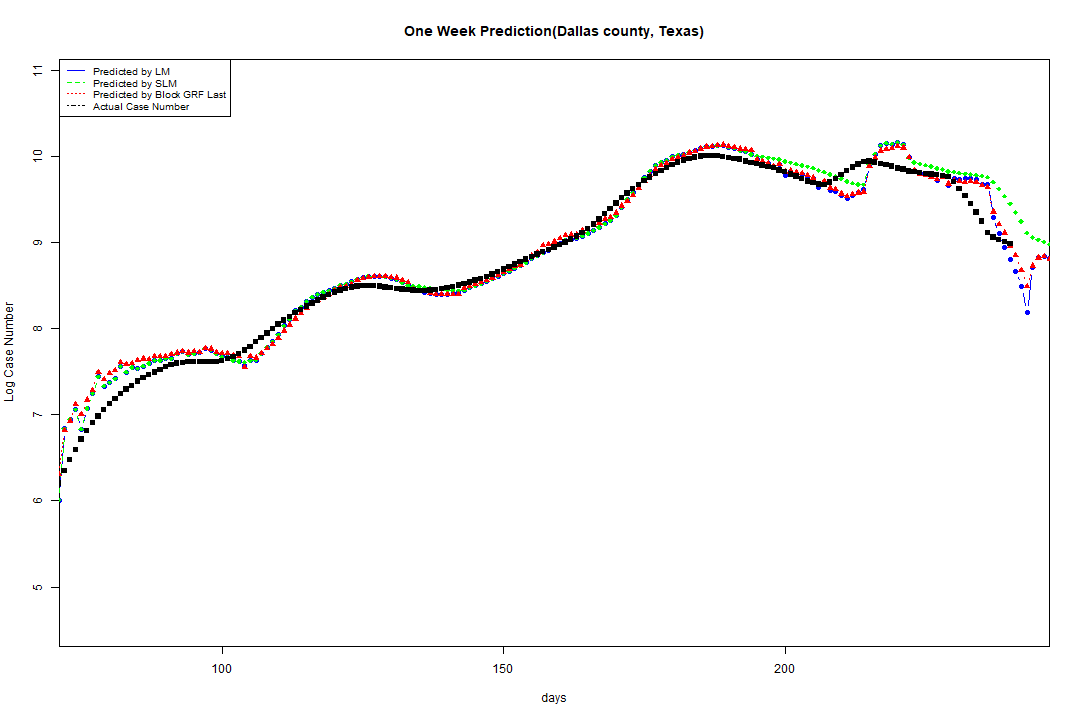 One Week Prediction(Dallas county, Texas)
Predicted by LM
Predicted by SLM
Predicted by Block GRF Last
Actual Case Number
11
10
9
8
7
6
5
Log Case Number
100
150
200
days